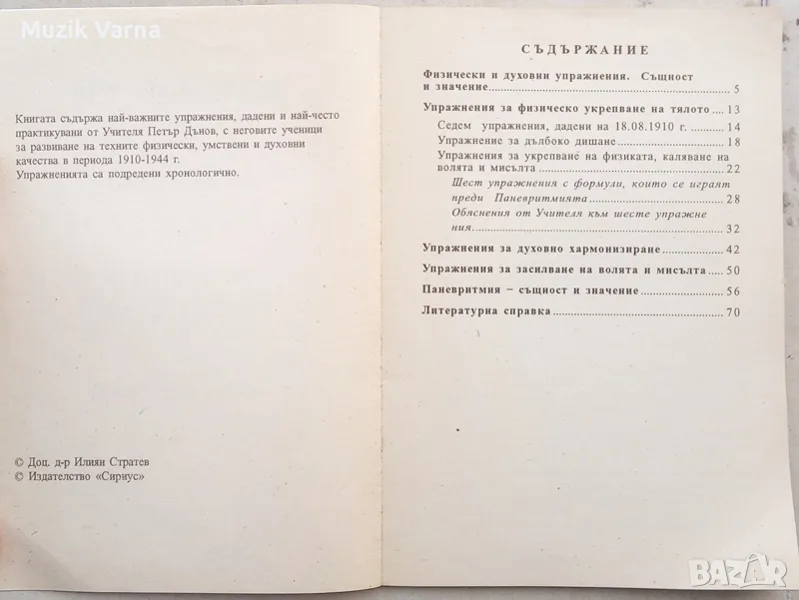 Muzik Varna
Книгата съдържа най-важните упражнения, дадени и най-често
практикувани от Учителя Петър Дънов, с неговите ученици
за развиване на техните физически, умствени и духовни
качества в периода 1910-1944 г.
Упражненията са подредени хронологично.
© Доц. д-р Илиян Стратев
© Издателство «Сириус»
СЪДЪРЖАНИЕ
Физически и духовни упражнения. Същност
и значение.................................................................. 5
Упражнения за физическо укрепване на тялото .... 13
Седем упражнения, дадени на 18.08.1910 г. ........ 14
Упражнение за дълбоко дишане........................... 18
Упражнения за укрепване на физиката, каляване на
волята и мисълта ............................................. 22
Шест упражнения с формули, които се играят
преди Паневритмията ................................. 28
Обяснения от Учителя към шесте упражне
ния........................................................... 32
Упражнения за духовно хармонизиране ................ 42
Упражнения за засилване на волята и мисълта..... 50
Паневритмия – същност и значение..................... 56
Литературна справка........................................... 70
BAZAR